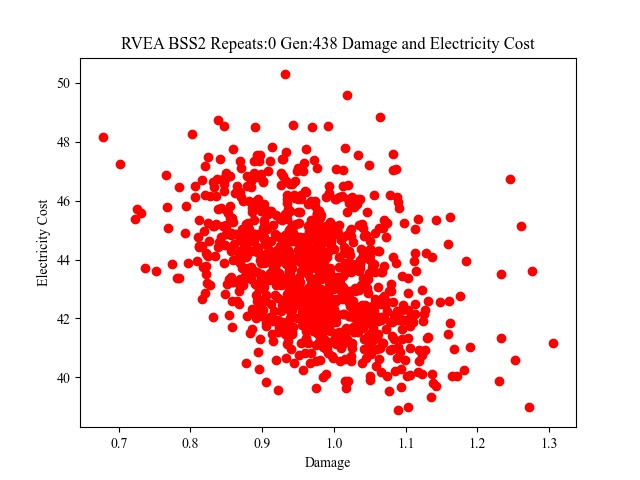 RVEA BSS2 Repeats:0 Gen:438 Damage and Electricity Cost
50
48
46
44
42
40
Electricity Cost
0.7 0.8 0.9 1.0 1.1 1.2 1.3
Damage